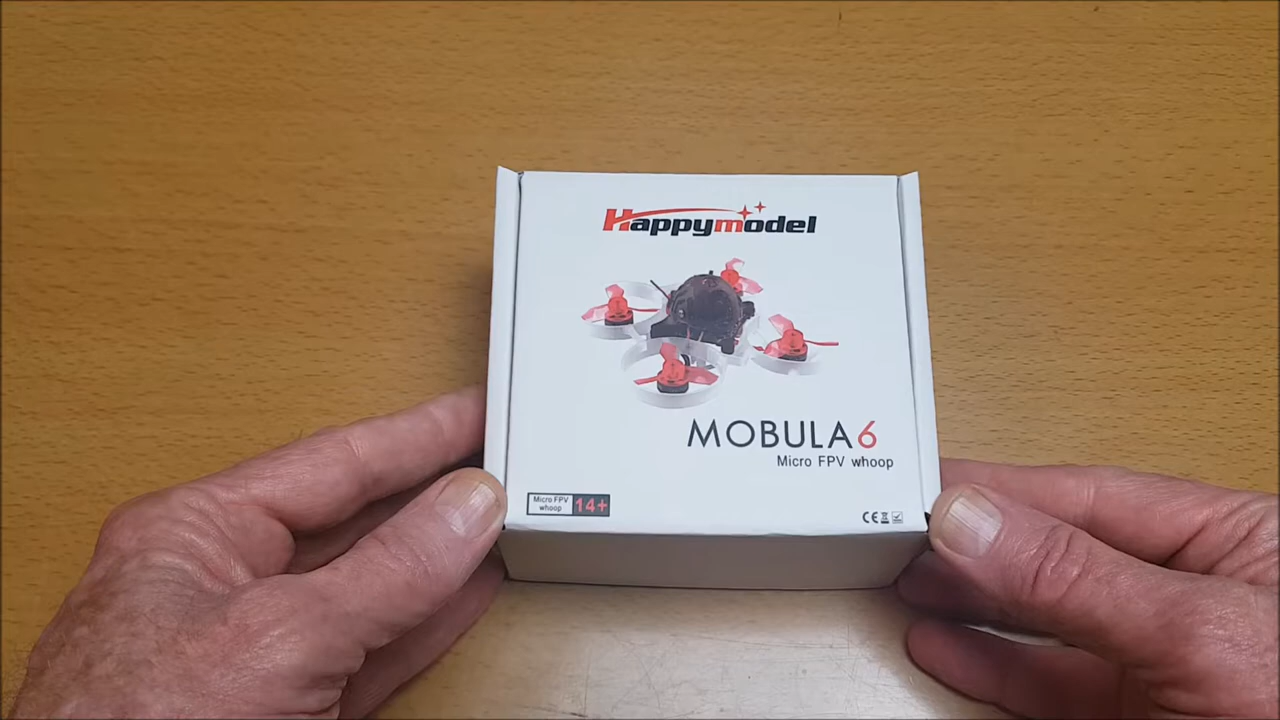 Happymodel
MOBULA6
Micro FPV whoop
Micro FPV
whoop
14+
CE